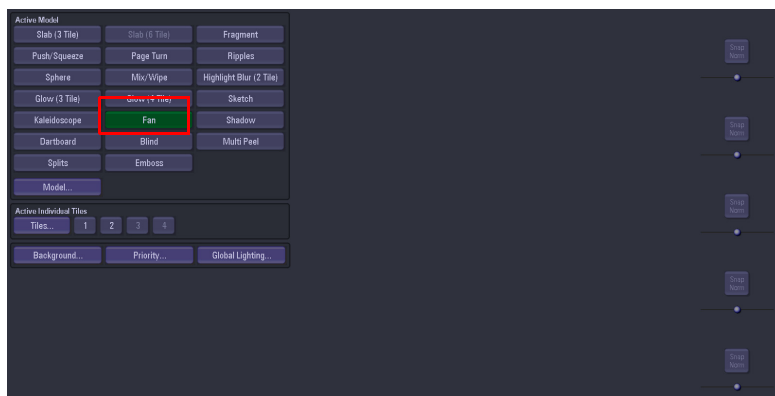 Active Model
Slab (3 Tile) Slab (6 Tile) Fragment
Push/Squeeze Page Turn Ripples
Sphere Mix/Wipe Highlight Blur (2 Tile)
Glow (3 Tile) Glow (4 Tile) Sketch
Kaleidoscope Fan Shadow
Dartboard Blind Multi Peel
Splits Emboss
Model...
Active Individual Tiles
Tiles... 1 2 3 4
Background... Priority... Global Lighting...
Snap
Norm
Snap
Norm
Snap
Norm
Snap
Norm
Snap
Norm